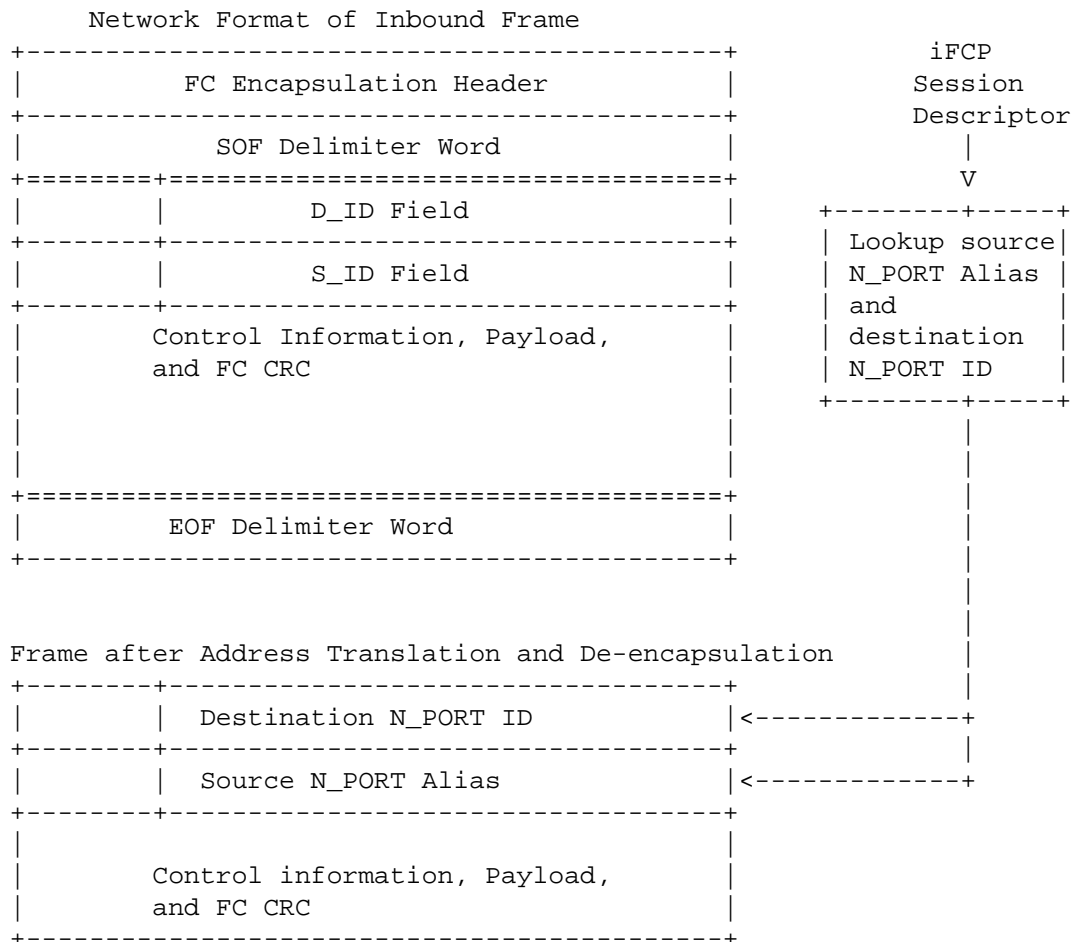 Network Format of Inbound Frame
iFCP
FC Encapsulation Header
Session
Descriptor
SOF Delimiter Word
V
D_ID Field
Lookup source
S_ID Field
N_PORT Alias
and
Control Information, Payload,
destination
and FC CRC
N_PORT ID
EOF Delimiter Word
Frame after Address Translation and De-encapsulation
Destination N_PORT ID
Source N_PORT Alias
Control information, Payload,
and FC CRC